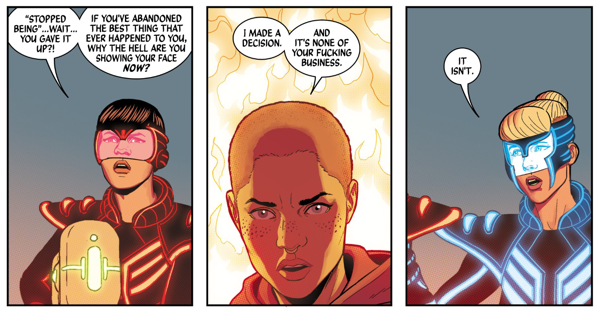 "STOPPED
BEING"...WAIT...
YOU GAVE IT
UP?!
IF YOU'VE ABANDONED
THE BEST THING THAT
EVER HAPPENED TO YOU,
WHY THE HELL ARE YOU
SHOWING YOUR FACE
NOW?
I MADE A
DECISION.
AND
IT'S NONE OF
YOUR FUCKING
BUSINESS.
IT
ISN'T.